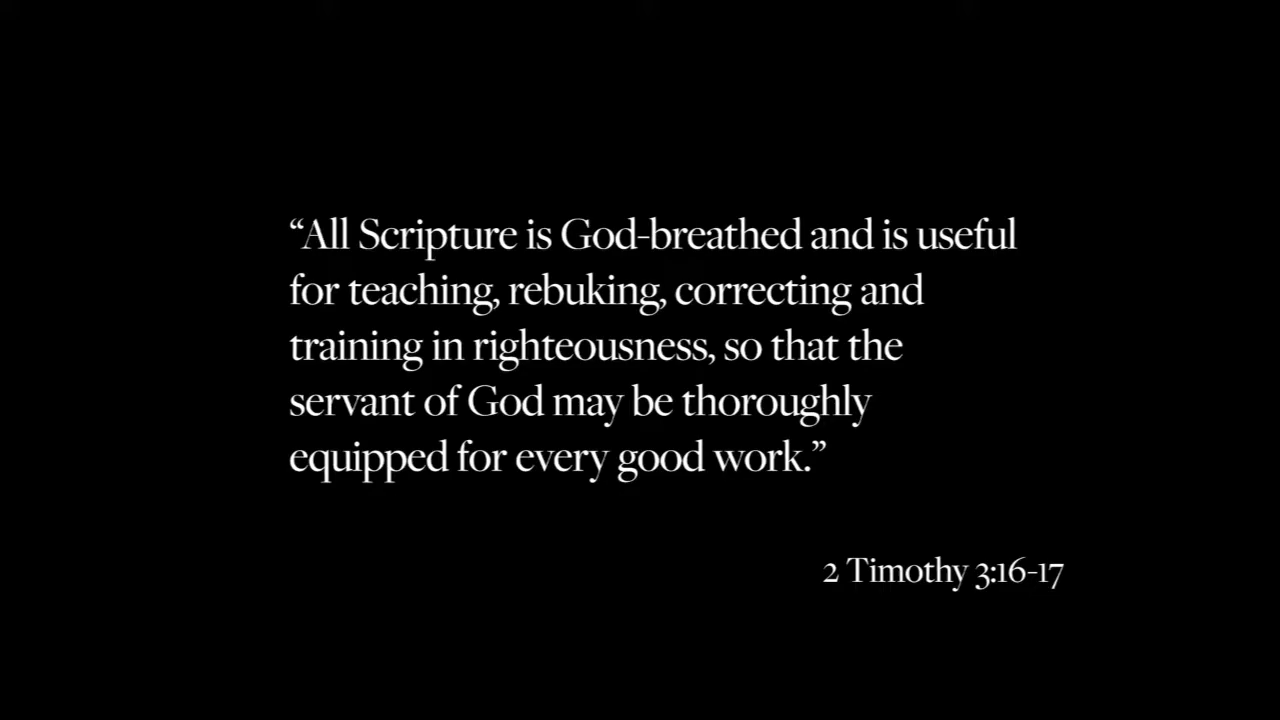 “All Scripture is God-breathed and is useful
for teaching, rebuking, correcting and
training in righteousness, so that the
servant of God may be thoroughly
equipped for every good work.”
2 Timothy 3:16-17